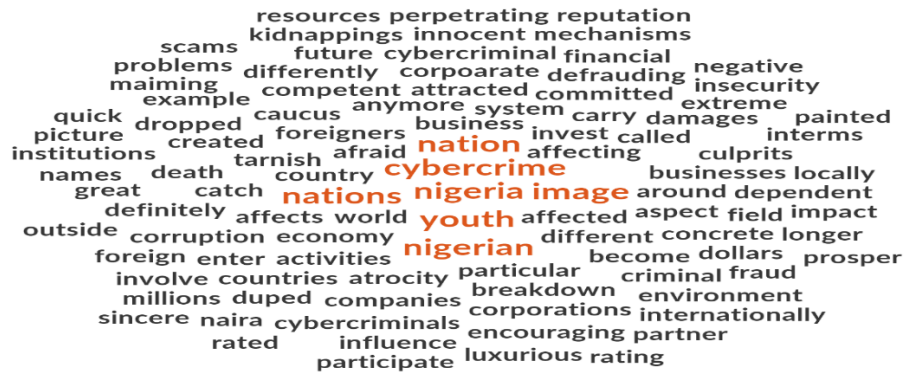 resources perpetrating reputation
kidnappings innocent mechanisms
scams future cybercriminal financial
problems differently corpoarate defrauding negative
maiming competent attracted committed insecurity
example caucus anymore system carry damages extreme painted
quick dropped foreigners business invest called interms
picture created afraid nation affecting culprits
institutions tarnish cybercrime businesses locally
names death country
great catch nations nigeria image around dependent
definitely affects world youth affected aspect field impact
outside corruption economy nigerian different concrete longer
foreign enter activities become dollars prosper
involve countries atrocity particular criminal fraud
millions duped companies breakdown environment
sincere naira cybercriminals corporations internationally
rated influence encouraging partner
participate luxurious rating